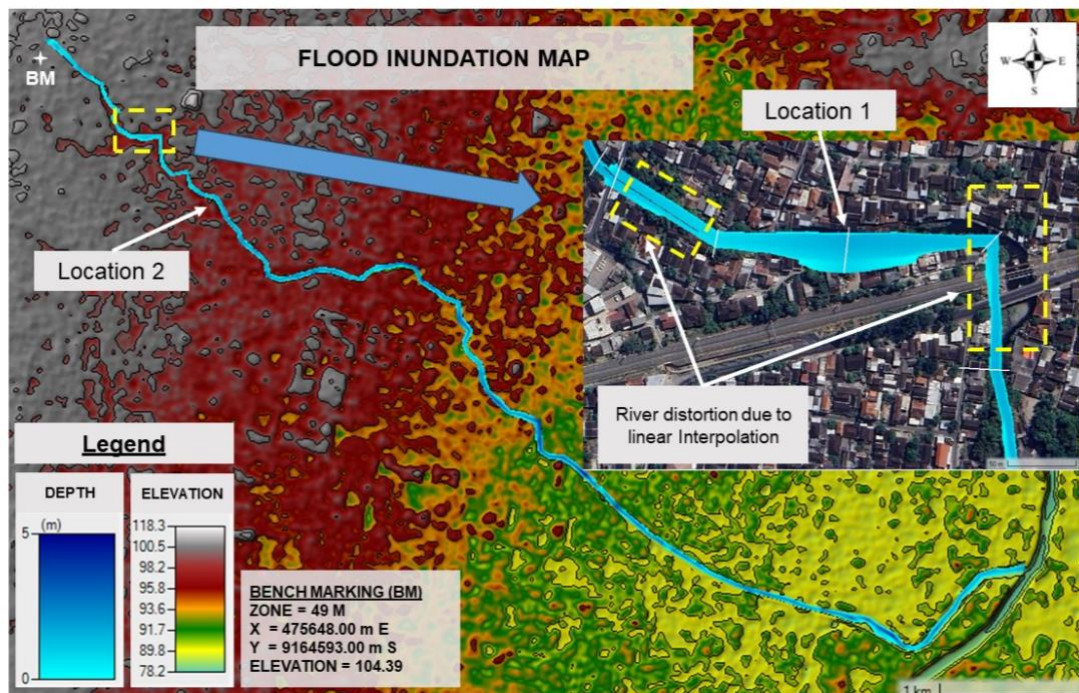 FLOOD INUNDATION MAP
BM
N
W
E
S
Location 1
Location 2
River distortion due to
linear Interpolation
Legend
DEPTH
(m)
5
0
ELEVATION
118.3
100.5
98.2
95.8
93.6
91.7
89.8
78.2
BENCH MARKING (BM)
ZONE = 49 M
X = 475648.00 m E
Y = 9164593.00 m S
ELEVATION = 104.39
1 km